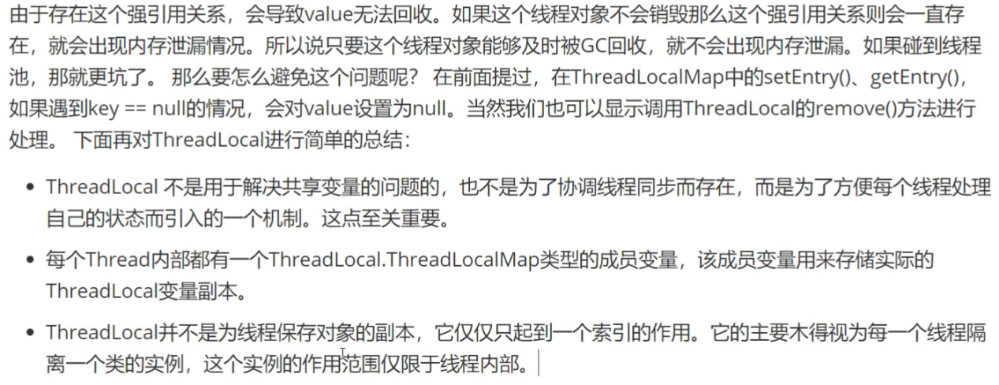 由于存在这个强引用关系，会导致value无法回收。如果这个线程对象不会销毁那么这个强引用关系则会一直存
在，就会出现内存泄漏情况。所以说只要这个线程对象能够及时被GC回收，就不会出现内存泄漏。如果碰到线程
池，那就更坑了。 那么要怎么避免这个问题呢？ 在前面提过，在ThreadLocalMap中的setEntry()、getEntry()，
如果遇到key == null的情况，会对value设置为null。当然我们也可以显示调用ThreadLocal的remove()方法进行
处理。 下面再对ThreadLocal进行简单的总结：
• ThreadLocal 不是用于解决共享变量的问题的，也不是为了协调线程同步而存在，而是为了方便每个线程处理
自己的状态而引入的一个机制。这点至关重要。
• 每个Thread内部都有一个ThreadLocal.ThreadLocalMap类型的成员变量，该成员变量用来存储实际的
ThreadLocal变量副本。
• ThreadLocal并不是为线程保存对象的副本，它仅仅只起到一个索引的作用。它的主要木得视为每一个线程隔
离一个类的实例，这个实例的作用范围仅限于线程内部。